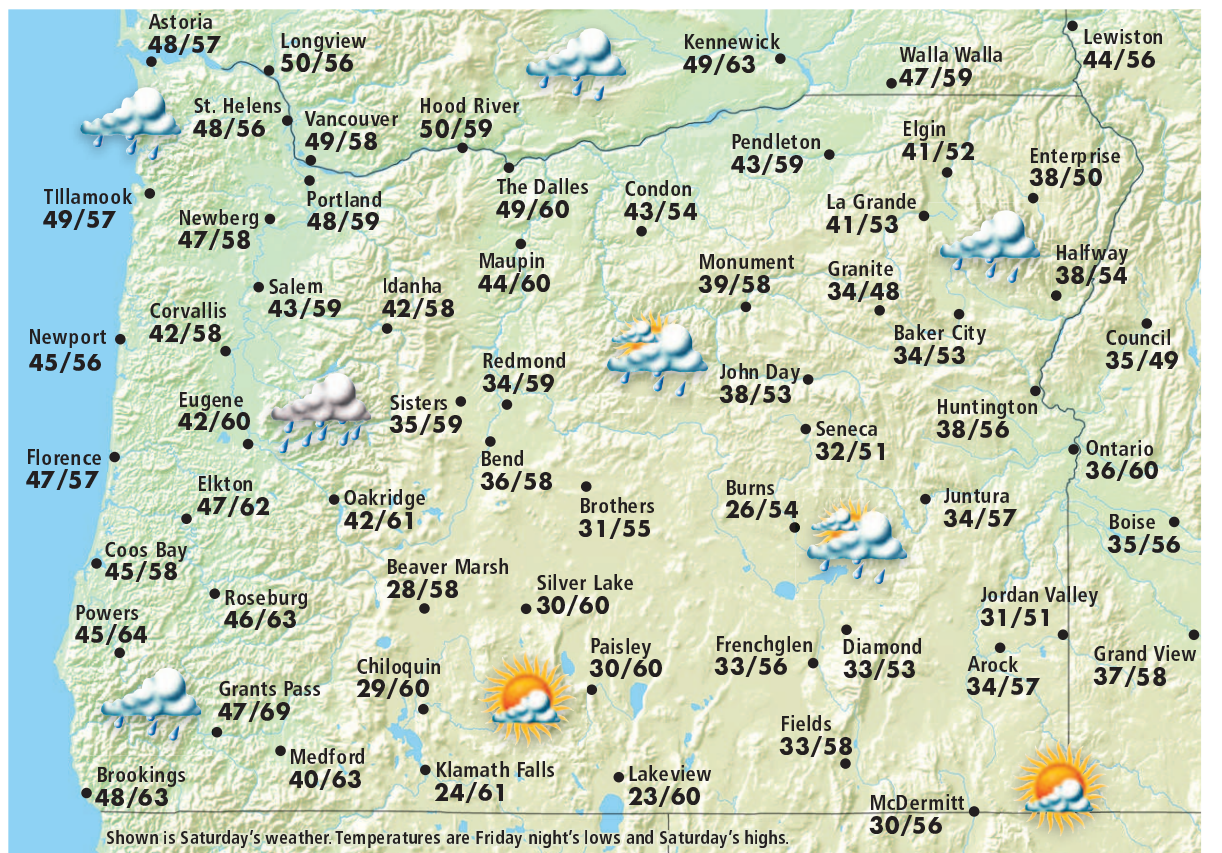 Astoria
48/57
Longview
50/56
Kennewick
49/63
Walla Walla
47/59
Lewiston
44/56
St. Helens
48/56
Vancouver
49/58
Hood River
50/59
Pendleton
43/59
Elgin
41/52
Enterprise
38/50
TIllamook
49/57
Newberg
47/58
Portland
48/59
The Dalles
49/60
Condon
43/54
La Grande
41/53
Maupin
44/60
Monument
39/58
Granite
34/48
Halfway
38/54
Salem
43/59
Idanha
42/58
Corvallis
42/58
Newport
45/56
Baker City
34/53
Council
35/49
Redmond
34/59
John Day
38/53
Eugene
42/60
Sisters
35/59
Huntington
38/56
Seneca
32/51
Florence
47/57
Bend
36/58
Ontario
36/60
Elkton
47/62
Oakridge
42/61
Brothers
31/55
Burns
26/54
Juntura
34/57
Boise
35/56
Coos Bay
45/58
Beaver Marsh
28/58
Silver Lake
30/60
Roseburg
46/63
Jordan Valley
31/51
Powers
45/64
Paisley
30/60
Frenchglen
33/56
Diamond
33/53
Arock
34/57
Grand View
37/58
Chiloquin
29/60
Grants Pass
47/69
Fields
33/58
Medford
40/63
Klamath Falls
24/61
Lakeview
23/60
Brookings
48/63
McDermitt
30/56
Shown is Saturday's weather. Temperatures are Friday night's lows and Saturday's highs.